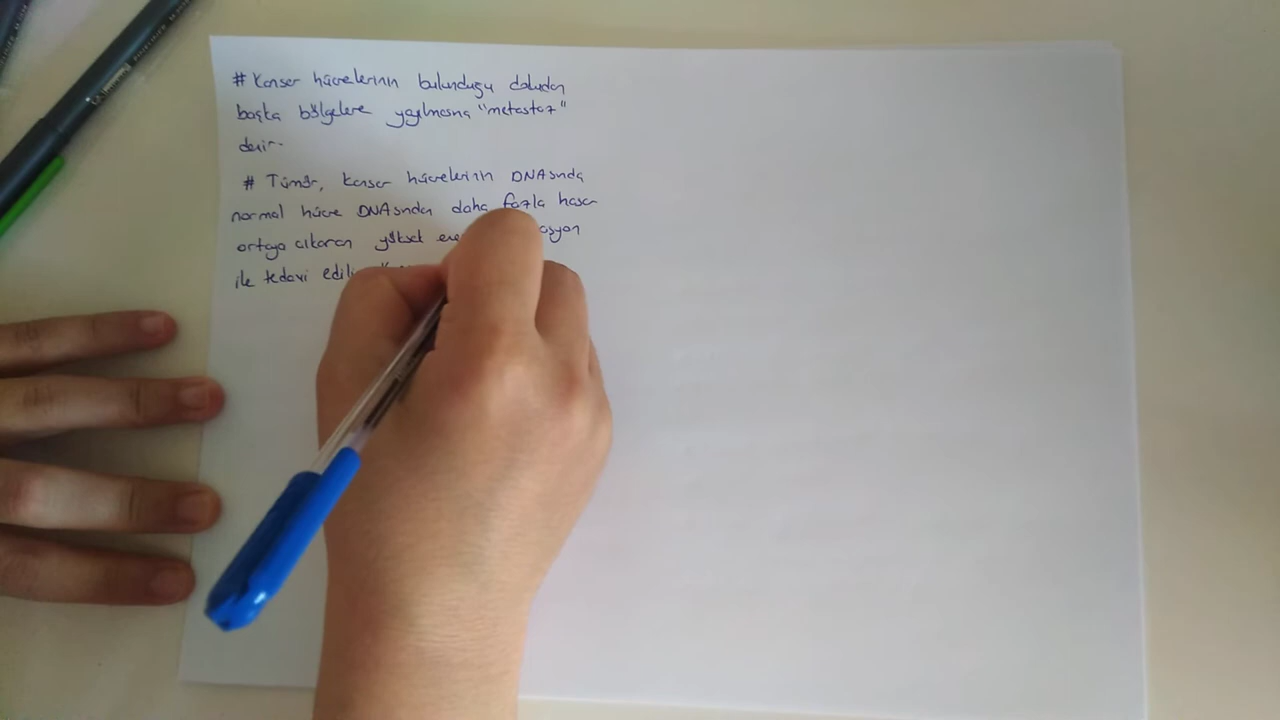 # Kanser hücrelerinin bulunduğu dokudan
başka bölgelere yayılmasına "metastaz"
denir.
# Tümör, kanser hücrelerinin DNAsında
normal hücre DNAsından daha fazla hasar
ortaya çıkaran yüksek
ile tedavi